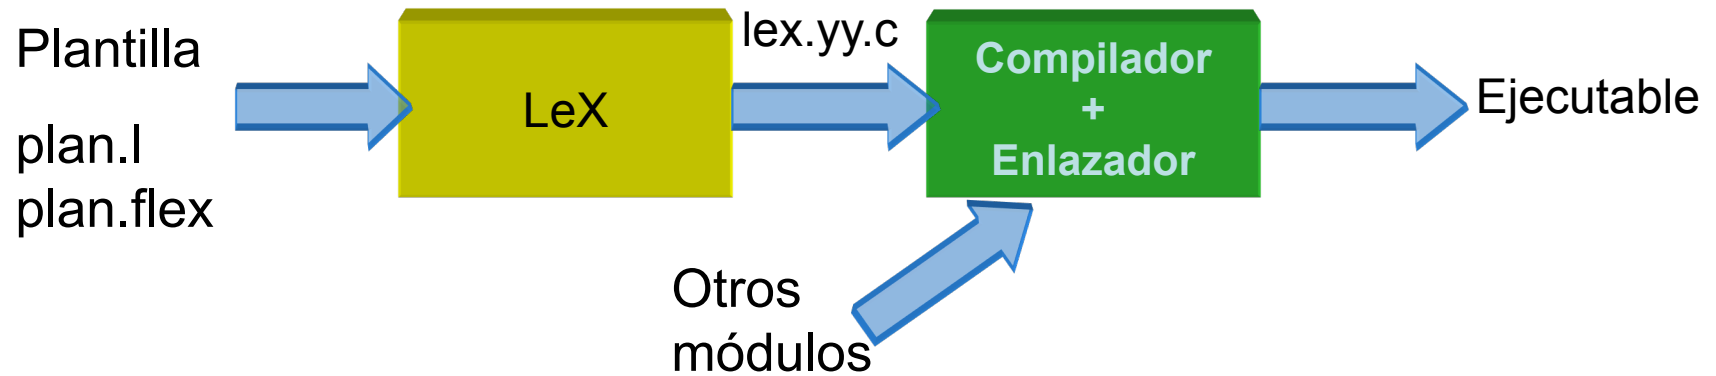 Plantilla
plan.l
plan.flex
LeX
lex.yy.c
Compilador
+
Enlazador
Ejecutable
Otros
módulos